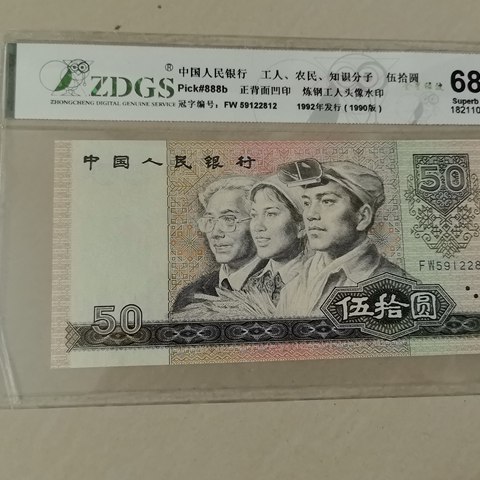 ZDGS®
ZHONGCHENG DIGITAL GENUINE SERVICE
中国人民银行 工人、农民、知识分子 伍拾圆
Pick#888b 正背面凹印 炼钢工人头像水印
冠字编号: FW 59122812 1992年发行 (1990版)
68
Superb
182110
中国人民银行
50
FW591228
50
伍拾圆